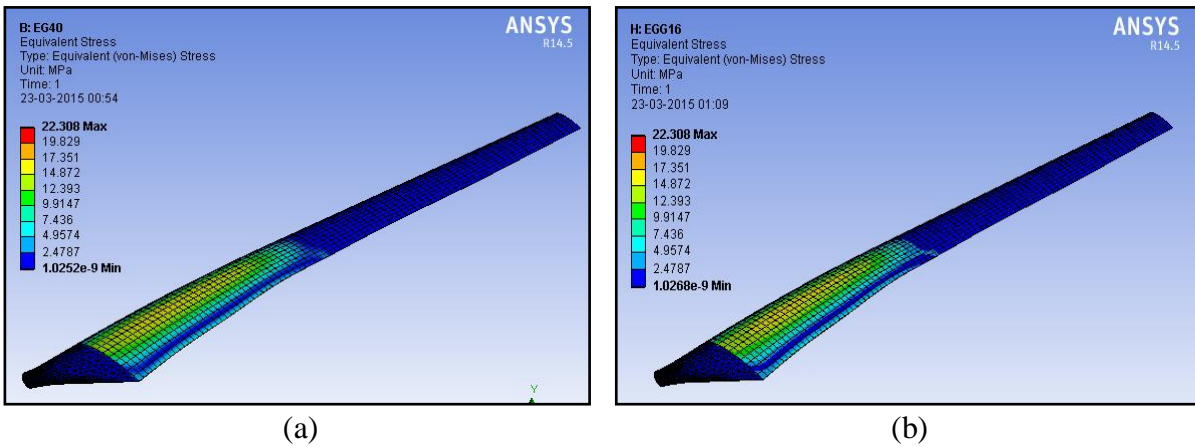 B: EG40
Equivalent Stress
Type: Equivalent (von-Mises) Stress
Unit: MPa
Time: 1
23-03-2015 00:54
22.308 Max
19.829
17.351
14.872
12.393
9.9147
7.436
4.9574
2.4787
1.0252e-9 Min
ANSYS
R14.5
Y
(a)
H: EGG16
Equivalent Stress
Type: Equivalent (von-Mises) Stress
Unit: MPa
Time: 1
23-03-2015 01:09
22.308 Max
19.829
17.351
14.872
12.393
9.9147
7.436
4.9574
2.4787
1.0268e-9 Min
ANSYS
R14.5
(b)